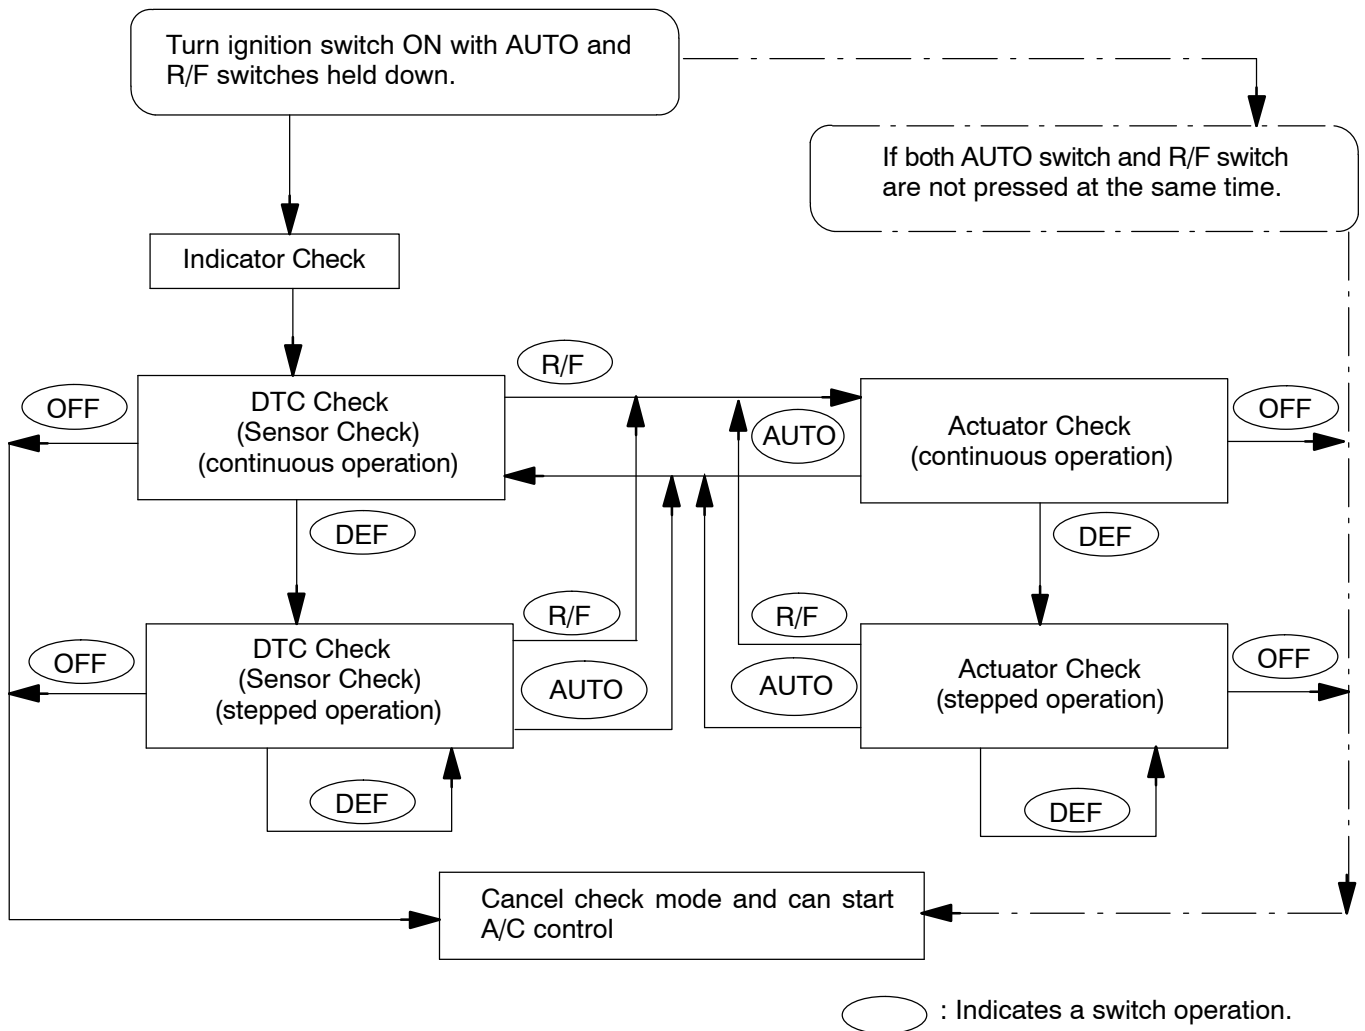 Turn ignition switch ON with AUTO and
R/F switches held down.
If both AUTO switch and R/F switch
are not pressed at the same time.
Indicator Check
R/F
OFF
DTC Check
(Sensor Check)
(continuous operation)
AUTO
Actuator Check
(continuous operation)
OFF
DEF
DEF
R/F
R/F
OFF
DTC Check
(Sensor Check)
(stepped operation)
AUTO
AUTO
Actuator Check
(stepped operation)
OFF
DEF
DEF
Cancel check mode and can start
A/C control
: Indicates a switch operation.